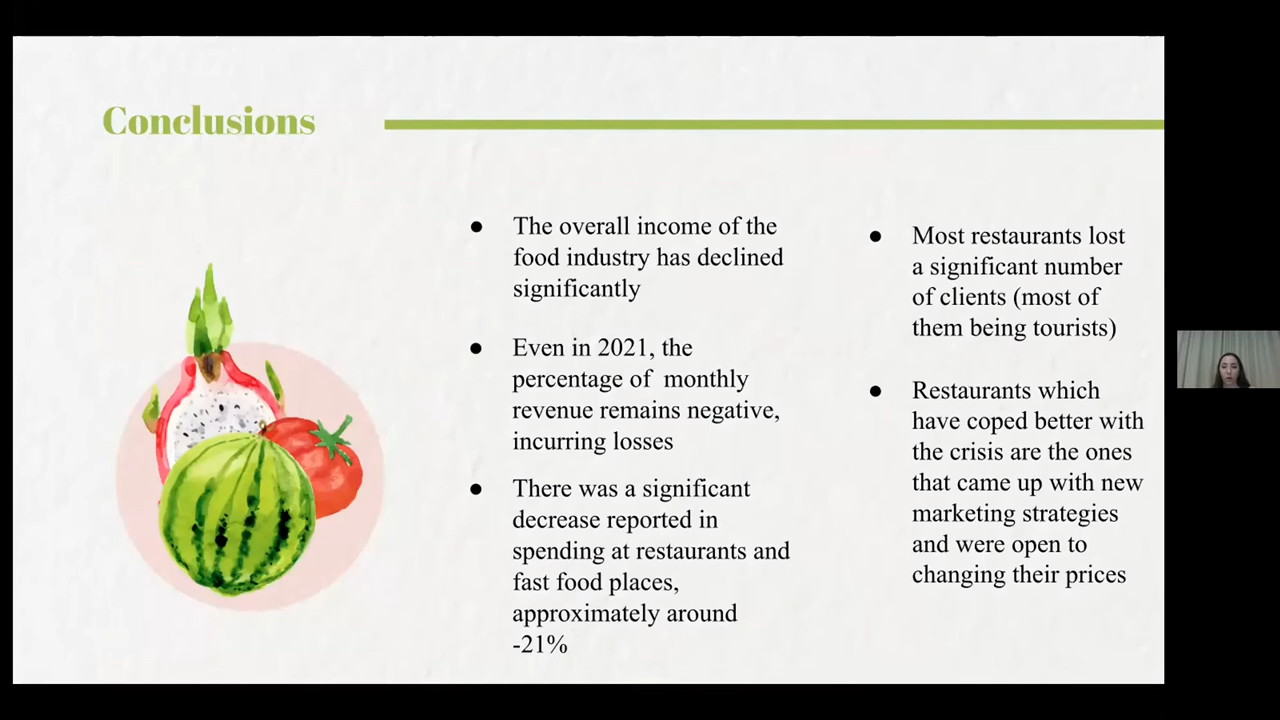 Conclusions
● The overall income of the
food industry has declined
significantly
● Even in 2021, the
percentage of monthly
revenue remains negative,
incurring losses
● There was a significant
decrease reported in
spending at restaurants and
fast food places,
approximately around
-21%
● Most restaurants lost
a significant number
of clients (most of
them being tourists)
● Restaurants which
have coped better with
the crisis are the ones
that came up with new
marketing strategies
and were open to
changing their prices